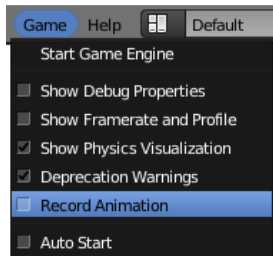 Game Help Default
Start Game Engine
Show Debug Properties
Show Framerate and Profile
Show Physics Visualization
Deprecation Warnings
Record Animation
Auto Start